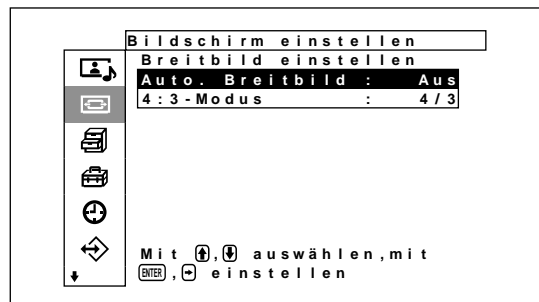 Bildschirm einstellen
Breitbild einstellen
Auto. Breitbild : Aus
4:3-Modus : 4/3
Mit ↑,↓ auswählen,mit
ENTER,→ einstellen